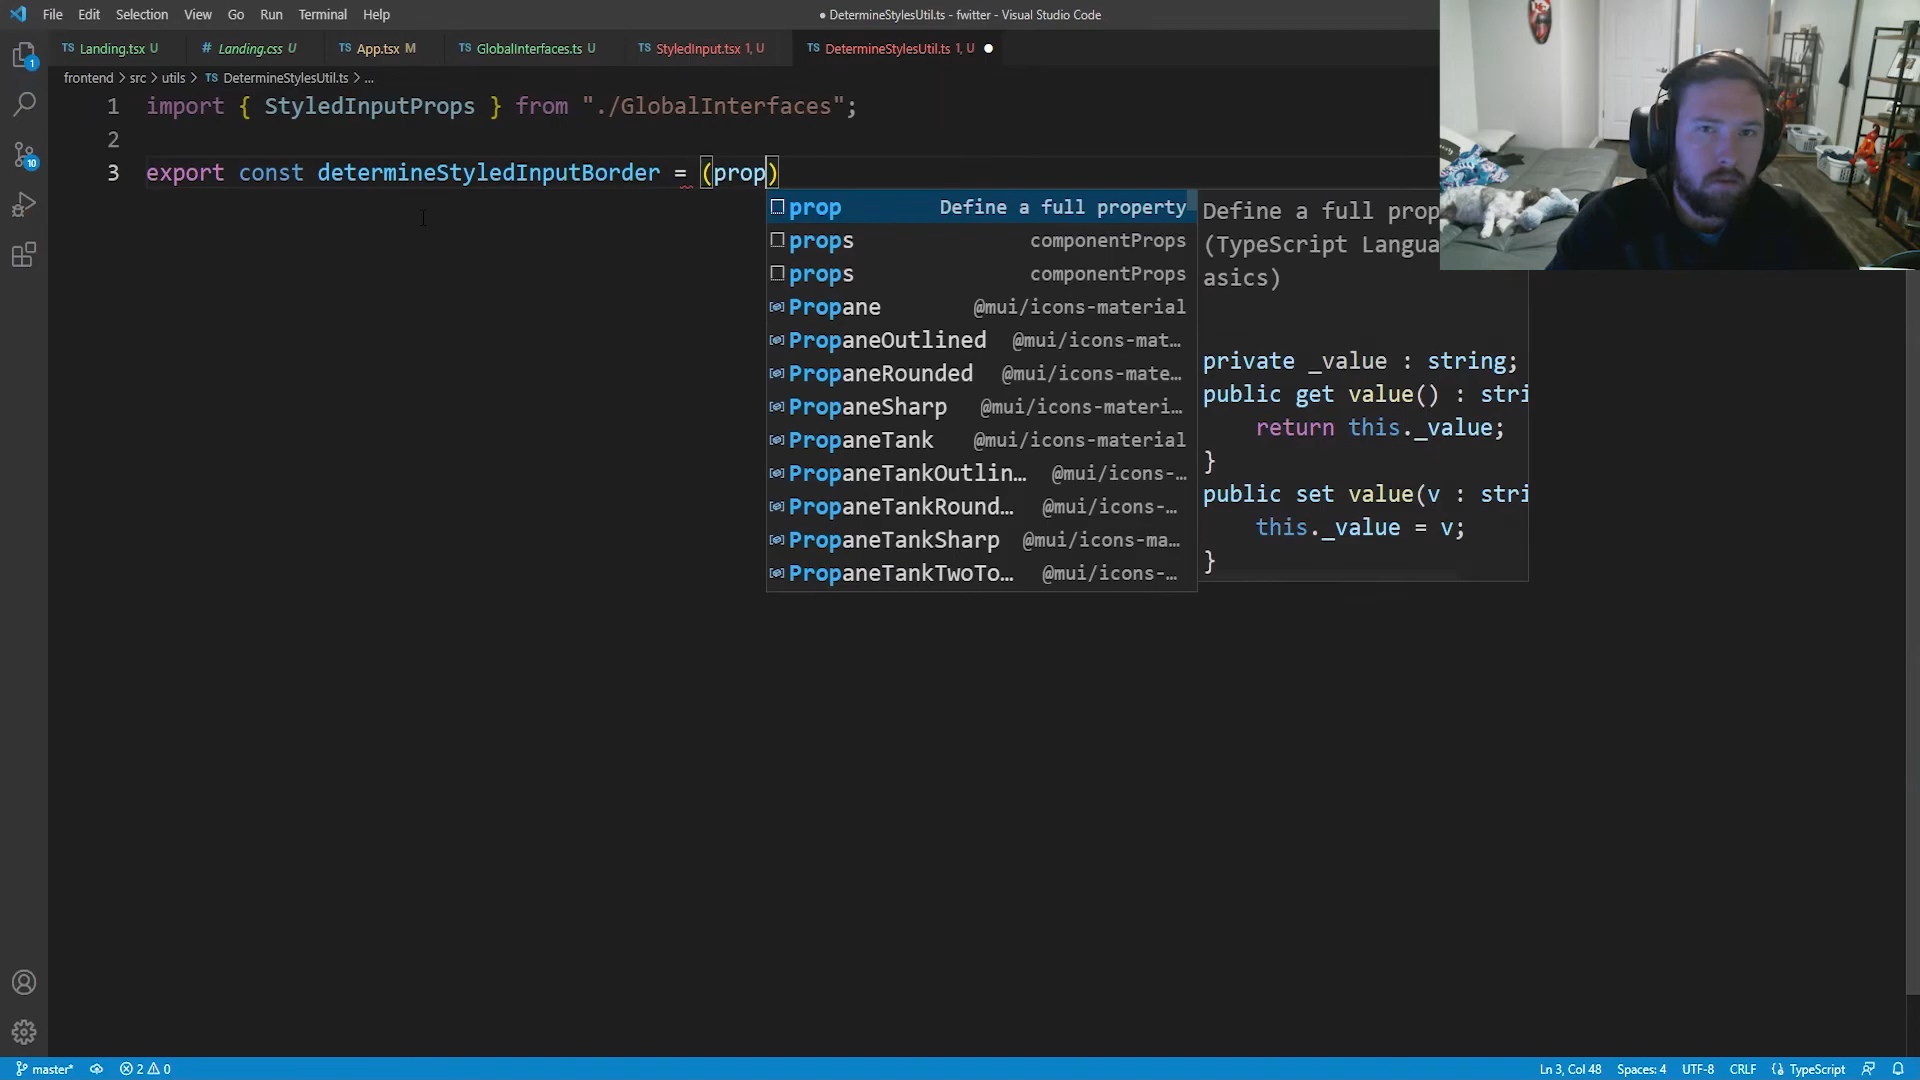 File Edit Selection View Go Run Terminal Help
● DetermineStylesUtil.ts - fwitter - Visual Studio Code
TS Landing.tsx U
# Landing.css U
TS App.tsx M
TS GlobalInterfaces.ts U
TS StyledInput.tsx 1, U
TS DetermineStylesUtil.ts 1, U
frontend > src > utils > TS DetermineStylesUtil.ts > ...
1 import { StyledInputProps } from "./GlobalInterfaces";
2
3 export const determineStyledInputBorder = (prop)
prop Define a full property
props componentProps
props componentProps
Propane @mui/icons-material
PropaneOutlined @mui/icons-mat…
PropaneRounded @mui/icons-mate…
PropaneSharp @mui/icons-materi…
PropaneTank @mui/icons-material
PropaneTankOutlin… @mui/icons-…
PropaneTankRound… @mui/icons-…
PropaneTankSharp @mui/icons-ma…
PropaneTankTwoTo… @mui/icons-…
Define a full prop
(TypeScript Langua
asics)
private _value : string;
public get value() : stri
return this._value;
}
public set value(v : stri
this._value = v;
}
1
10
master*
2 0
Ln 3, Col 48
Spaces: 4
UTF-8
CRLF
{} TypeScript